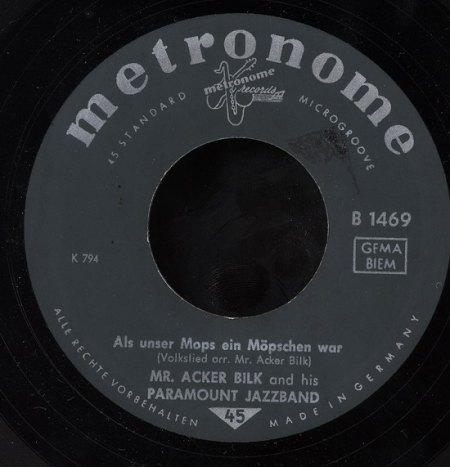 metronome
metronome
records
45 STANDARD MICROGROOVE
B 1469
GEMA
BIEM
K 794
Als unser Mops ein Möpschen war
(Volkslied arr. Mr. Acker Bilk)
MR. ACKER BILK and his
PARAMOUNT JAZZBAND
45
ALLE RECHTE VORBEHALTEN
MADE IN GERMANY